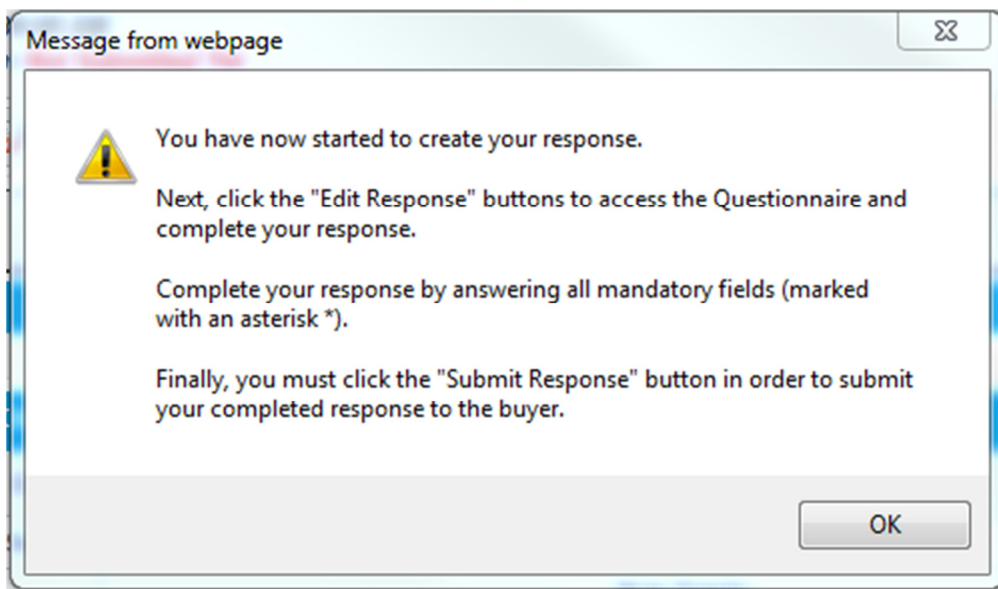 Message from webpage
You have now started to create your response.
Next, click the "Edit Response" buttons to access the Questionnaire and
complete your response.
Complete your response by answering all mandatory fields (marked
with an asterisk *).
Finally, you must click the "Submit Response" button in order to submit
your completed response to the buyer.
OK